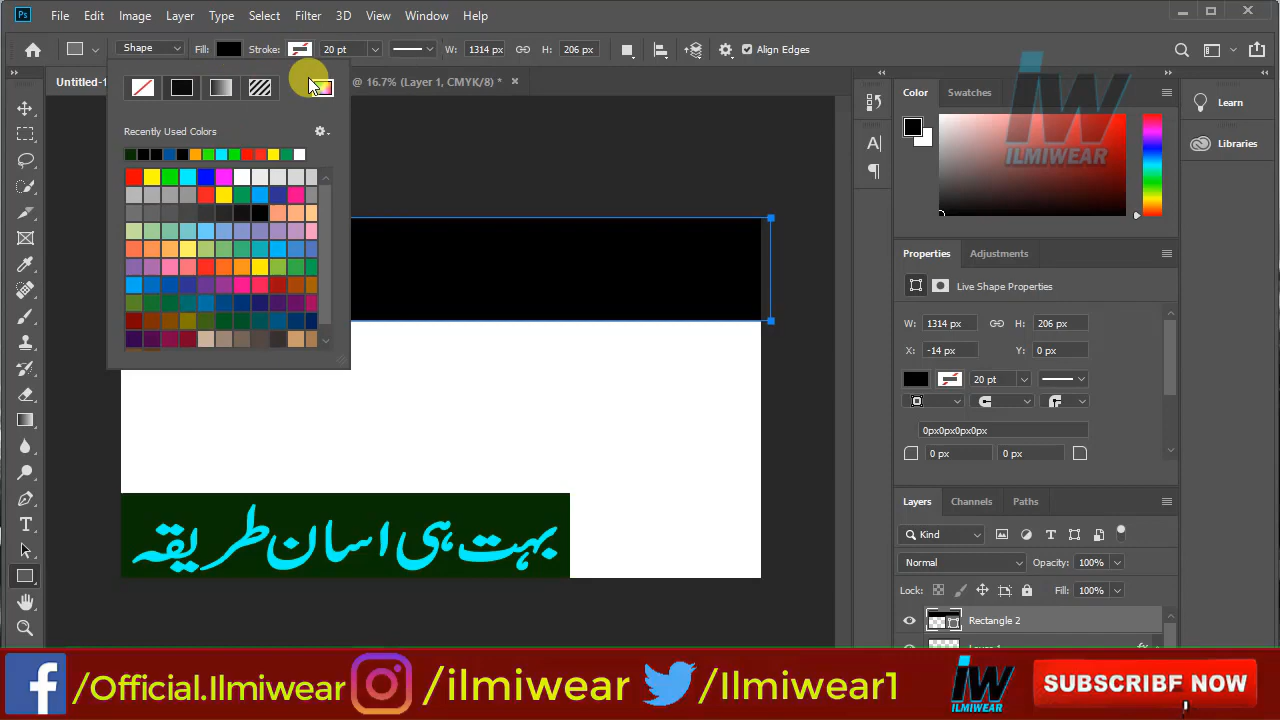 Ps File Edit Image Layer Type Select Filter 3D View Window Help
Shape Fill: Stroke: 20 pt W: 1314 px H: 206 px Align Edges
Untitled-1 @ 16.7% (Layer 1, CMYK/8) *
Recently Used Colors
Color Swatches
Learn
Libraries
iw
ILMIWEAR
Properties Adjustments
Live Shape Properties
W: 1314 px H: 206 px
X: -14 px Y: 0 px
20 pt
0px0px0px0px
0 px 0 px
Layers Channels Paths
Kind
Normal Opacity: 100%
Lock: Fill: 100%
Rectangle 2
بہت ہی اسان طریقہ
f /Official.Ilmiwear /ilmiwear /Ilmiwear1 iw ILMIWEAR SUBSCRIBE NOW